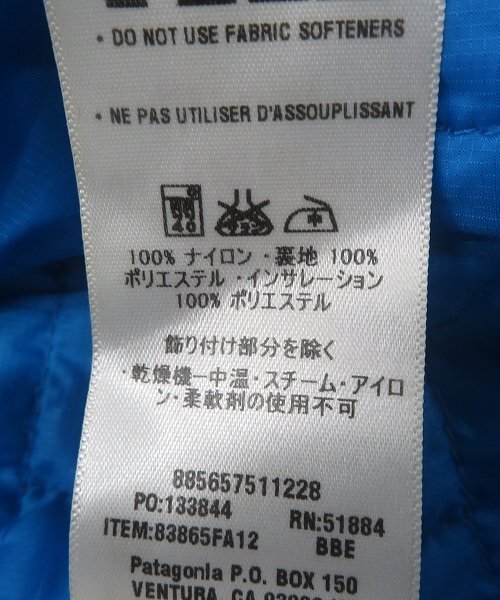 • DO NOT USE FABRIC SOFTENERS
• NE PAS UTILISER D'ASSOUPLISSANT
40 中
100% ナイロン・裏地 100%
ポリエステル・インサレーション
100% ポリエステル
飾り付け部分を除く
・乾燥機ー中温・スチーム・アイロ
ン・柔軟剤の使用不可
885657511228
PO:133844 RN:51884
ITEM:83865FA12 BBE
Patagonia P.O. BOX 150
VENTURA, CA